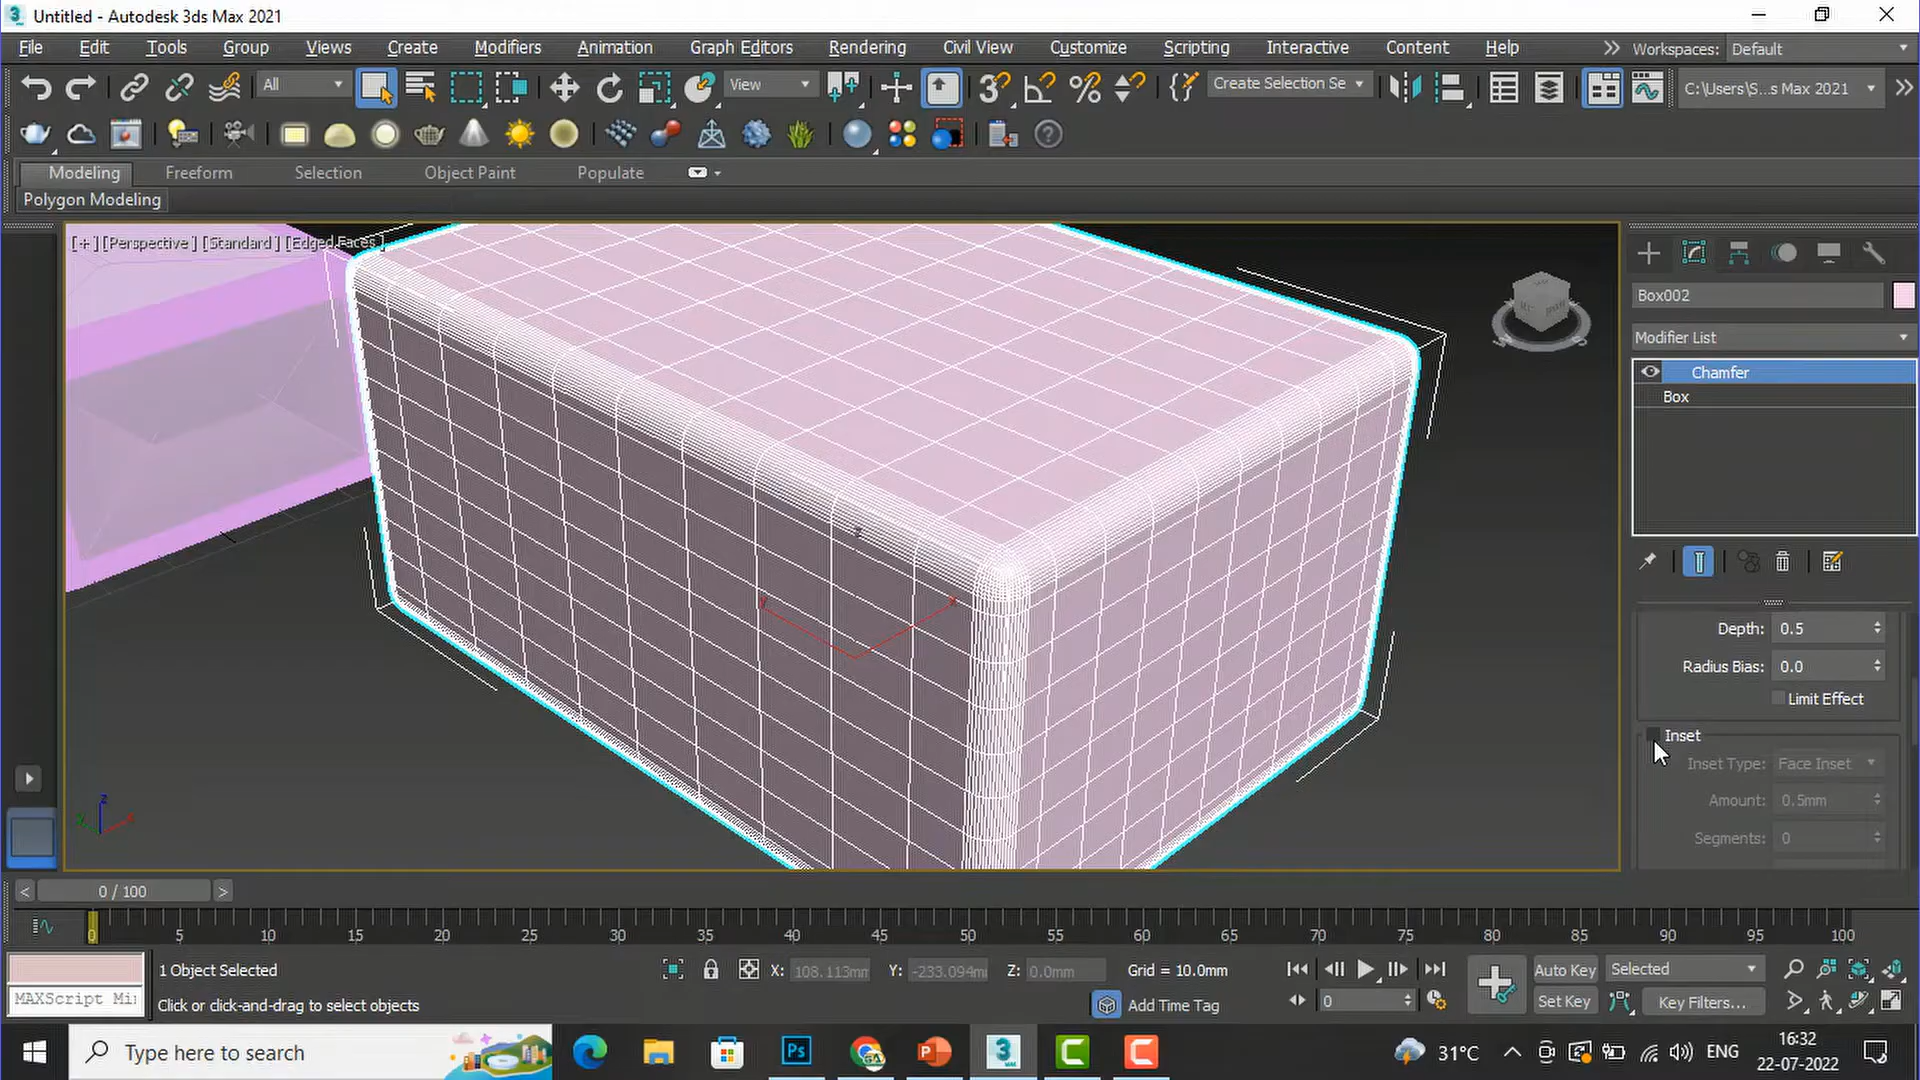 Untitled - Autodesk 3ds Max 2021
File Edit Tools Group Views Create Modifiers Animation Graph Editors Rendering Civil View Customize Scripting Interactive Content Help Workspaces: Default
All View Create Selection Se C:\Users\S...s Max 2021
Modeling Freeform Selection Object Paint Populate
Polygon Modeling
[ + ] [Perspective ] [Standard ] [Edged Faces ]
Box002
Modifier List
Chamfer
Box
Depth: 0.5
Radius Bias: 0.0
Limit Effect
Inset
Inset Type: Face Inset
Amount: 0.5mm
Segments: 0
< 0 / 100 >
0 5 10 15 20 25 30 35 40 45 50 55 60 65 70 75 80 85 90 95 100
1 Object Selected X: 108.113mm Y: -233.094mm Z: 0.0mm Grid = 10.0mm Auto Key Selected
MAXScript Mi Click or click-and-drag to select objects Add Time Tag 0 Set Key Key Filters...
Type here to search 31°C ENG 16:32
22-07-2022